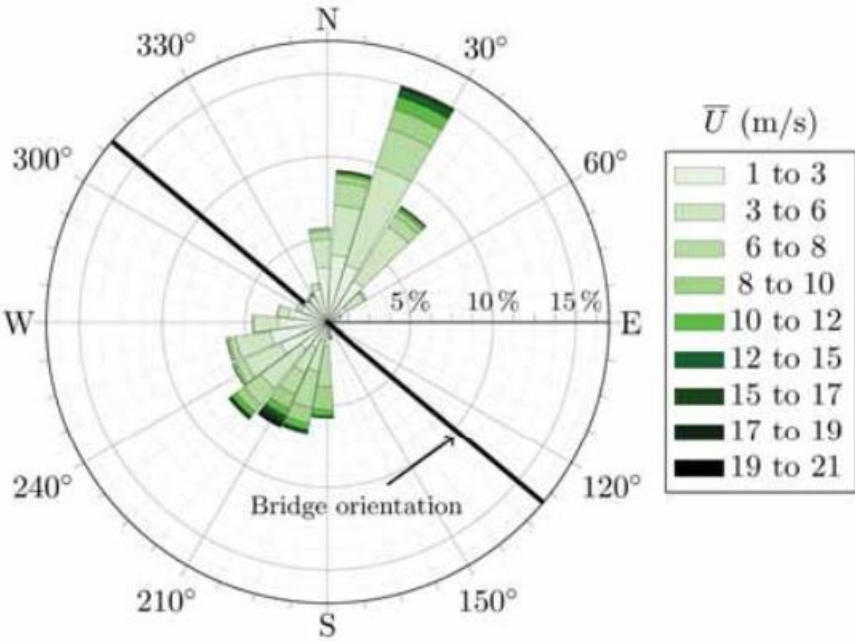 N
330°
30°
300°
60°
W
5%
10%
15%
E
240°
120°
Bridge orientation
210°
150°
S
U̅ (m/s)
1 to 3
3 to 6
6 to 8
8 to 10
10 to 12
12 to 15
15 to 17
17 to 19
19 to 21